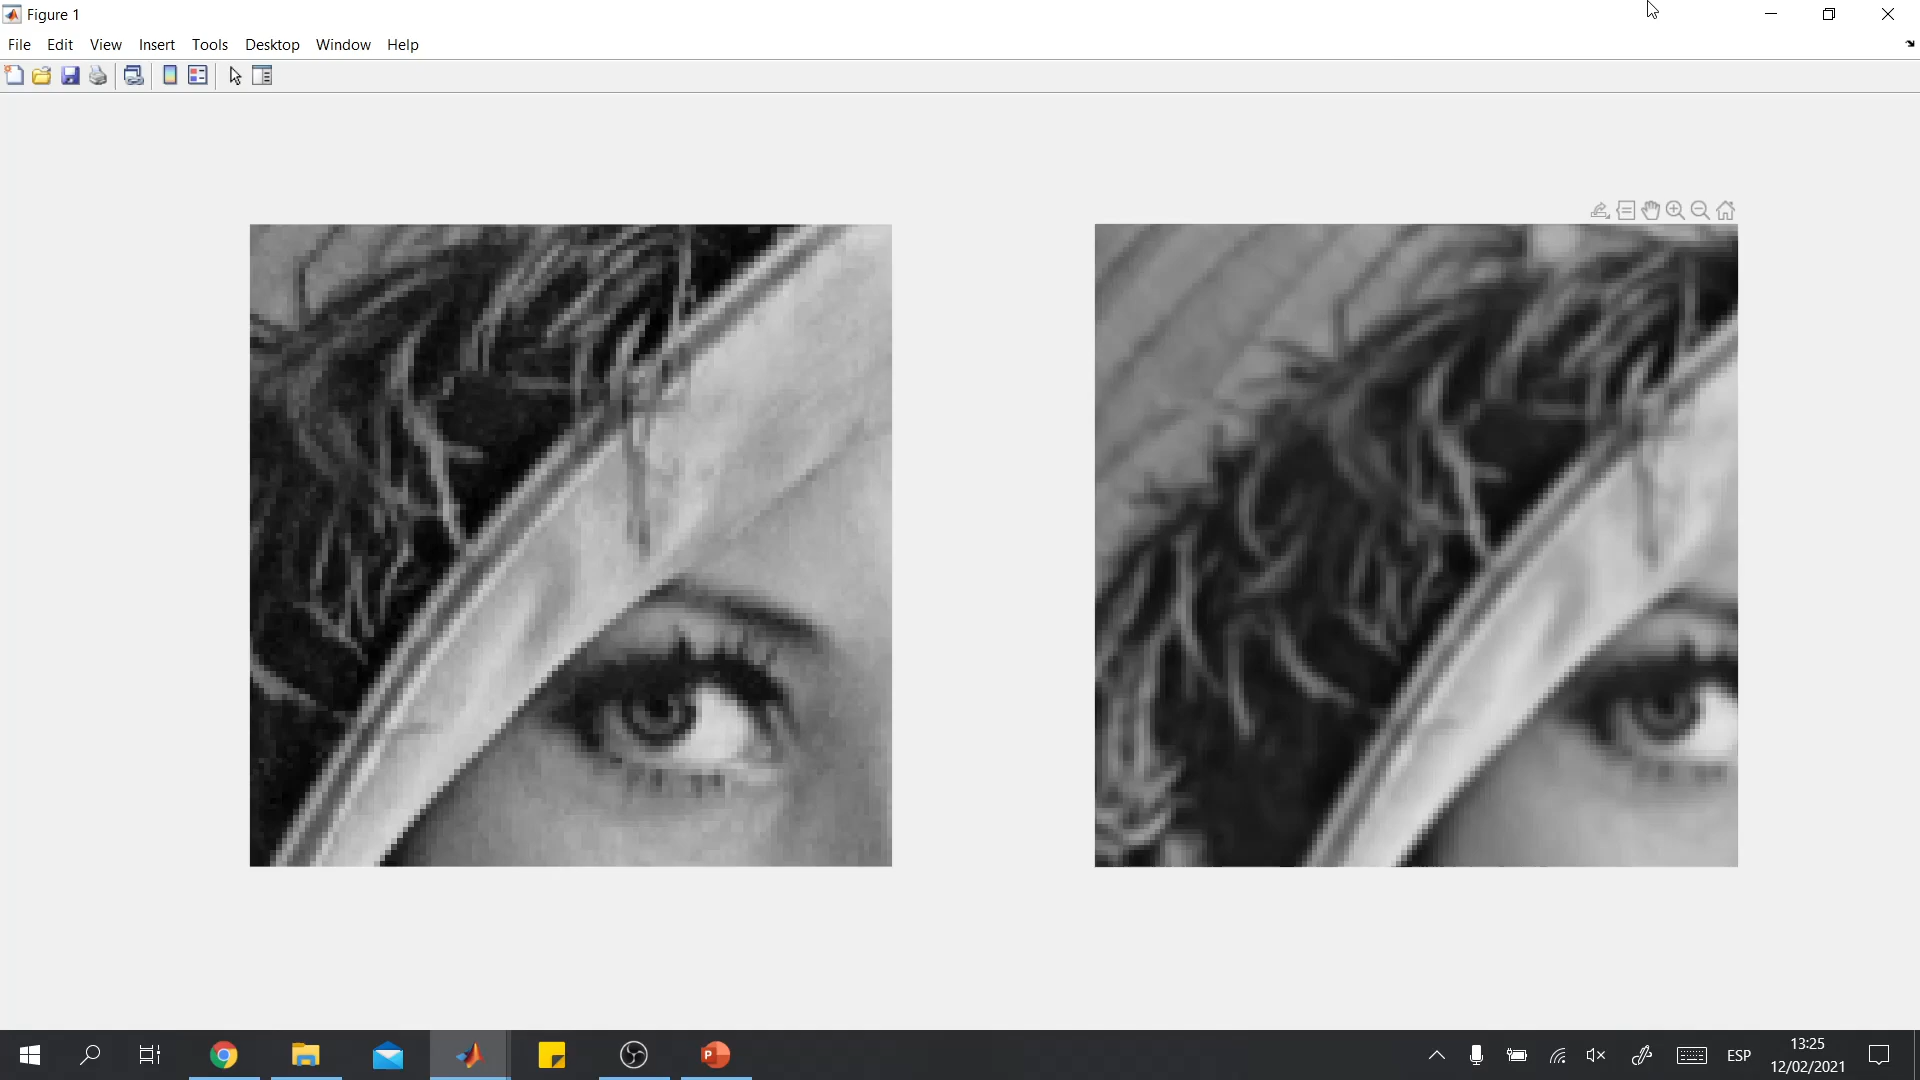 Figure 1
File Edit View Insert Tools Desktop Window Help
ESP
13:25
12/02/2021